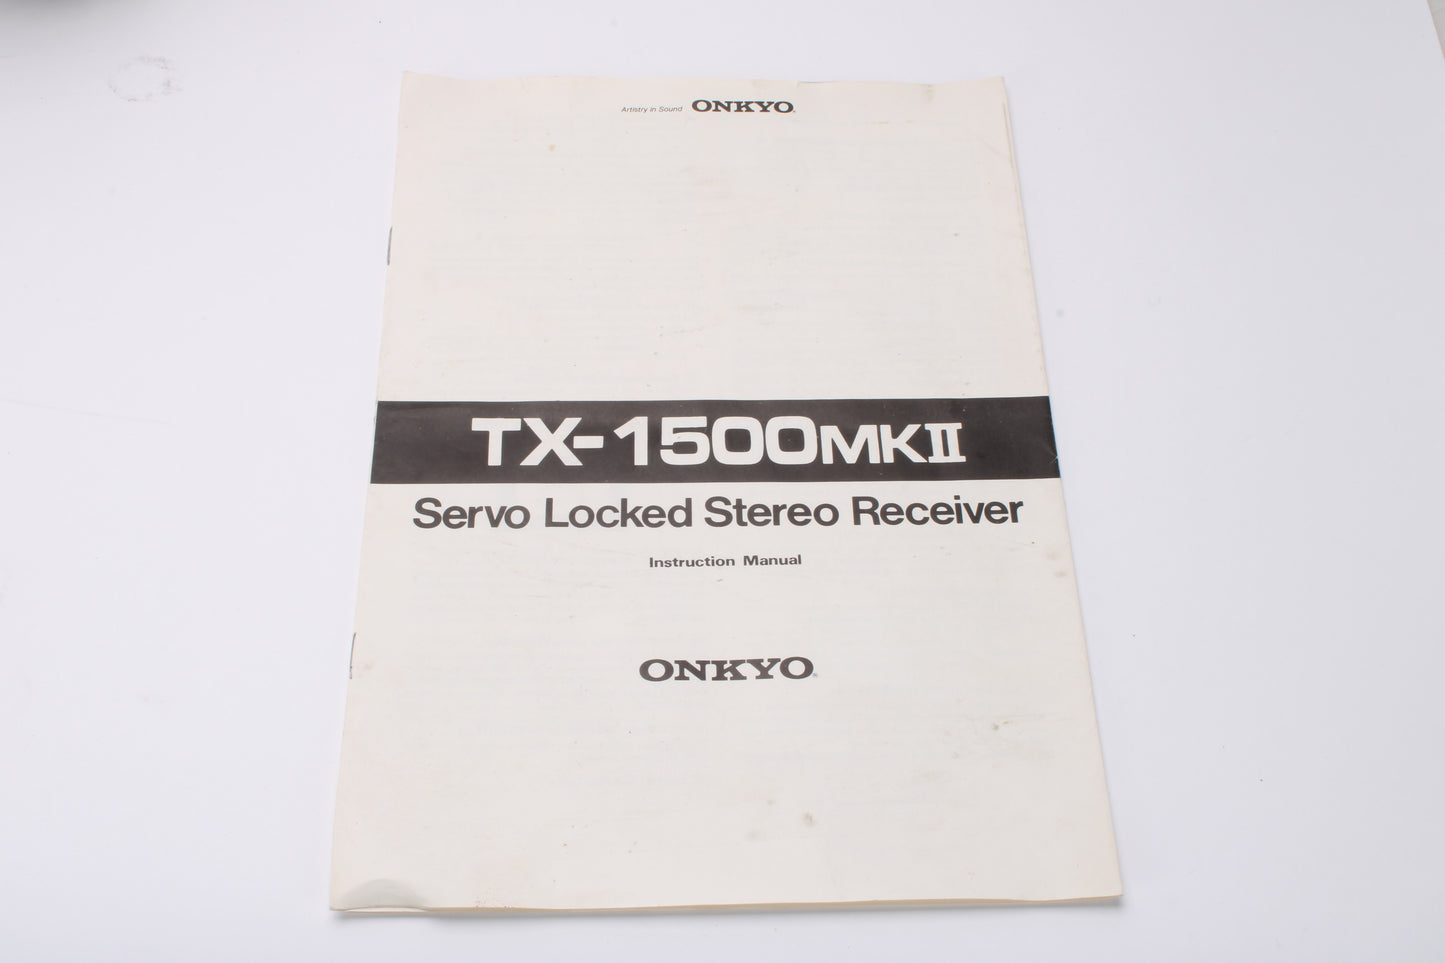 Artistry in Sound ONKYO.
TX-1500MKII
Servo Locked Stereo Receiver
Instruction Manual
ONKYO®